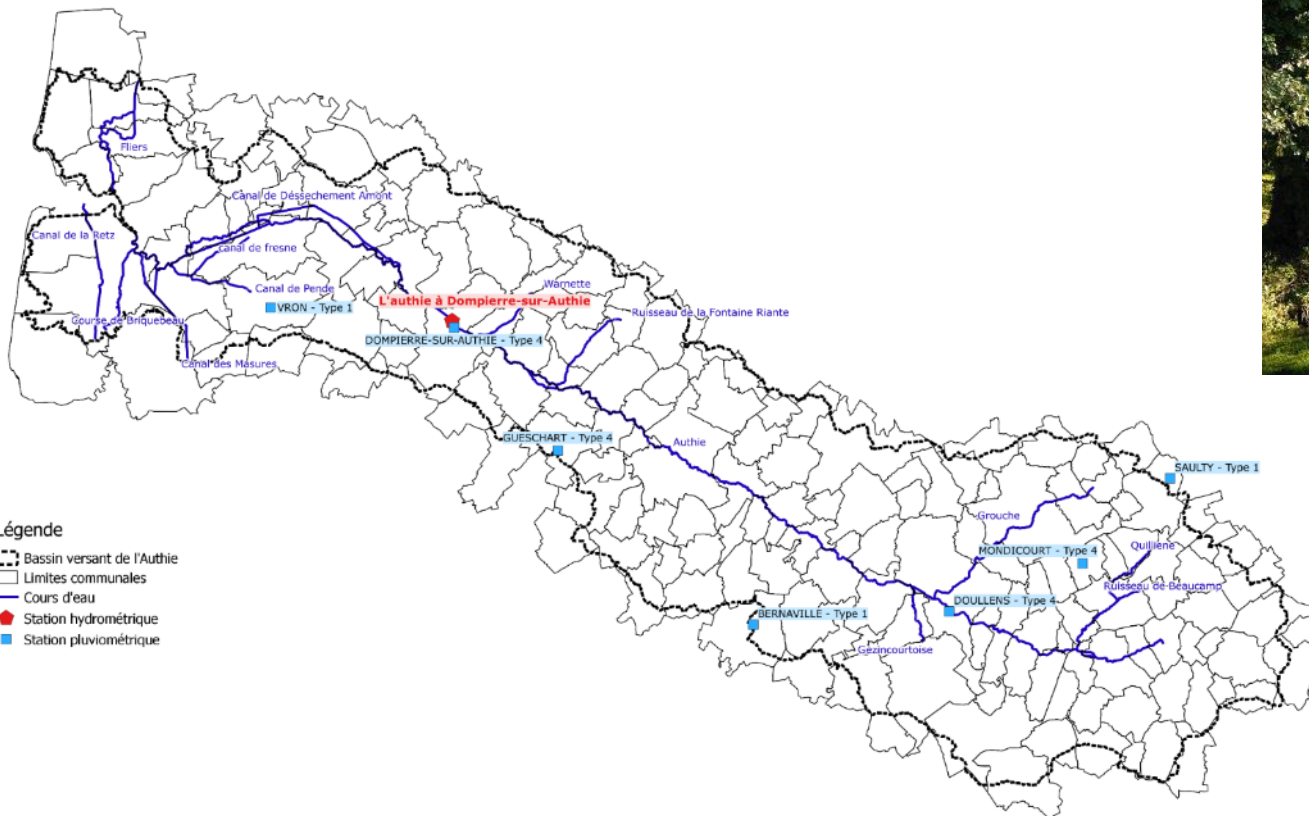 Fliers
Canal de Déssechement Amont
Canal de la Retz
canal de fresne
Canal de Pende
Warnette
L'authie à Dompierre-sur-Authie
VRON - Type 1
Ruisseau de la Fontaine Riante
Course de Briquebeau
DOMPIERRE-SUR-AUTHIE - Type 4
Canal des Masures
GUESCHART - Type 4
Authie
SAULTY - Type 1
Grouche
Légende
Bassin versant de l'Authie
Limites communales
Cours d'eau
Station hydrométrique
Station pluviométrique
MONDICOURT - Type 4
Quilliene
Ruisseau de Beaucamp
DOULLENS - Type 4
BERNAVILLE - Type 1
Gézincourtoise